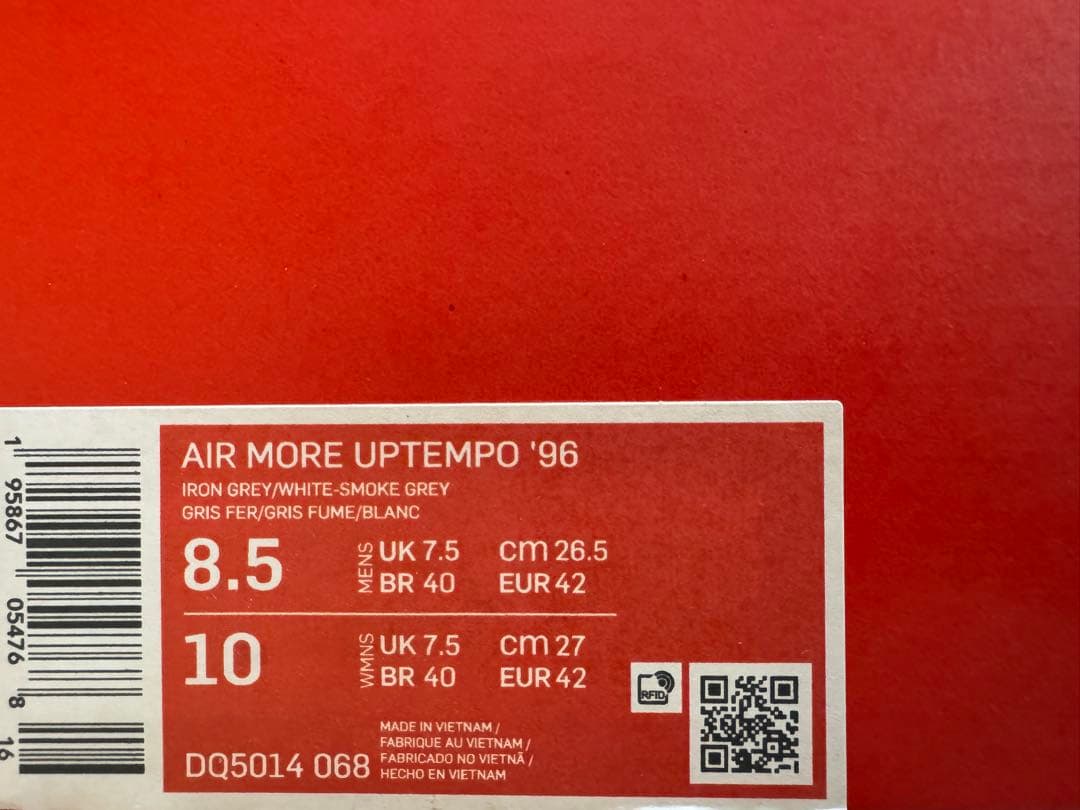 AIR MORE UPTEMPO '96
IRON GREY/WHITE-SMOKE GREY
GRIS FER/GRIS FUME/BLANC
8.5 MENS UK 7.5 cm 26.5
BR 40 EUR 42
10 WMNS UK 7.5 cm 27
BR 40 EUR 42
RFID
MADE IN VIETNAM /
FABRIQUE AU VIETNAM /
FABRICADO NO VIETNÃ /
HECHO EN VIETNAM
DQ5014 068
1 95867 05476 8 16